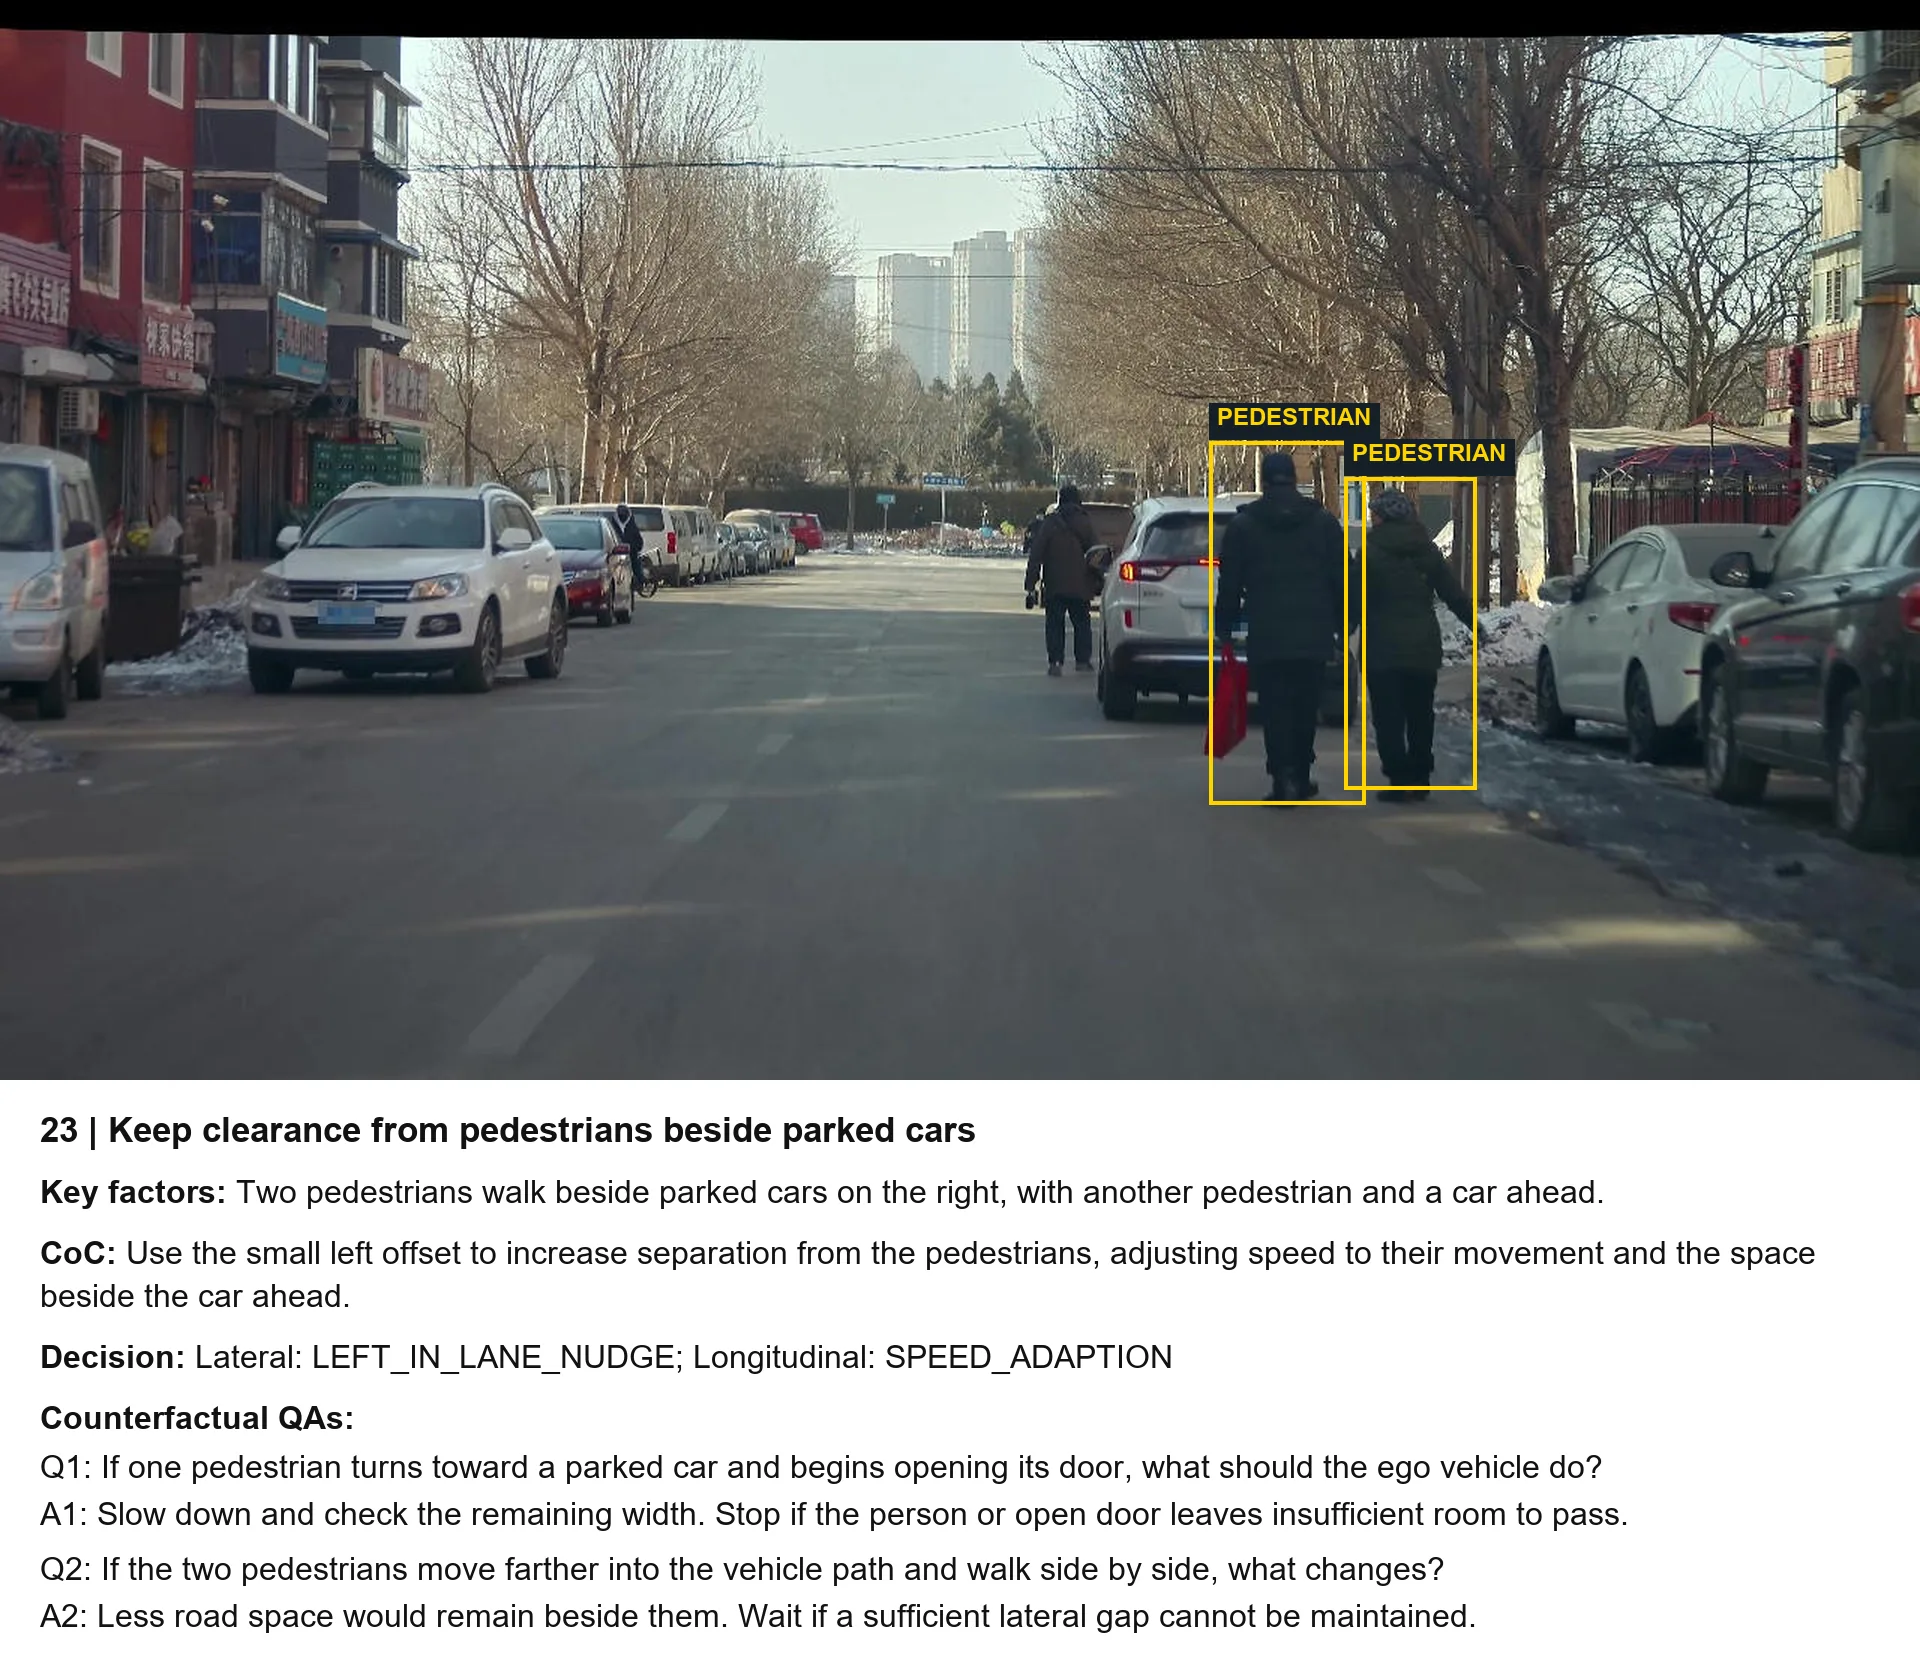 PEDESTRIAN
PEDESTRIAN
23 | Keep clearance from pedestrians beside parked cars
Key factors: Two pedestrians walk beside parked cars on the right, with another pedestrian and a car ahead.
CoC: Use the small left offset to increase separation from the pedestrians, adjusting speed to their movement and the space
beside the car ahead.
Decision: Lateral: LEFT_IN_LANE_NUDGE; Longitudinal: SPEED_ADAPTION
Counterfactual QAs:
Q1: If one pedestrian turns toward a parked car and begins opening its door, what should the ego vehicle do?
A1: Slow down and check the remaining width. Stop if the person or open door leaves insufficient room to pass.
Q2: If the two pedestrians move farther into the vehicle path and walk side by side, what changes?
A2: Less road space would remain beside them. Wait if a sufficient lateral gap cannot be maintained.